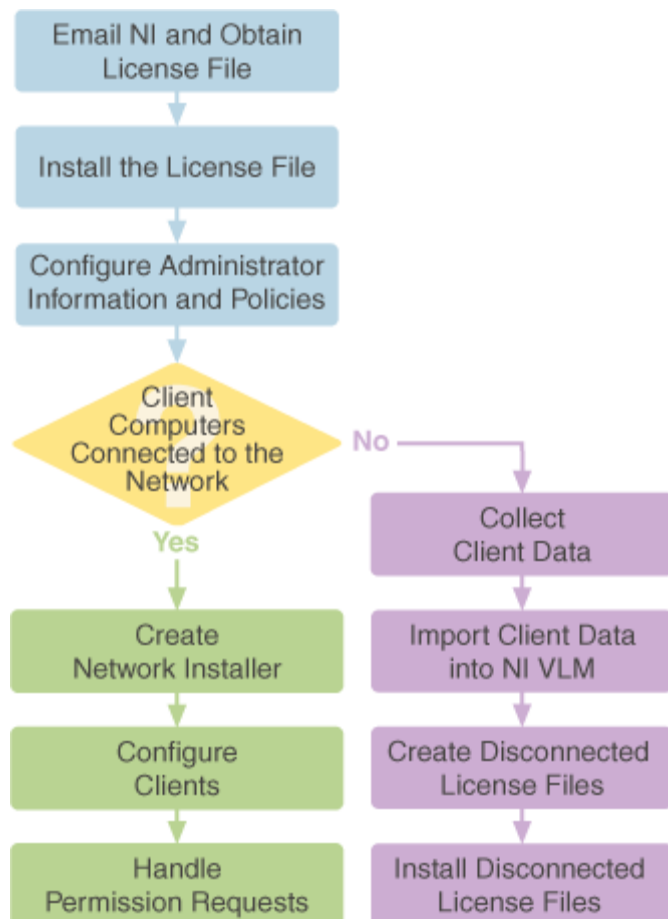 Email NI and Obtain
License File
Install the License File
Configure Administrator
Information and Policies
?
Client
Computers
Connected to the
Network
No
Yes
Collect
Client Data
Create
Network Installer
Import Client Data
into NI VLM
Configure
Clients
Create Disconnected
License Files
Handle
Permission Requests
Install Disconnected
License Files